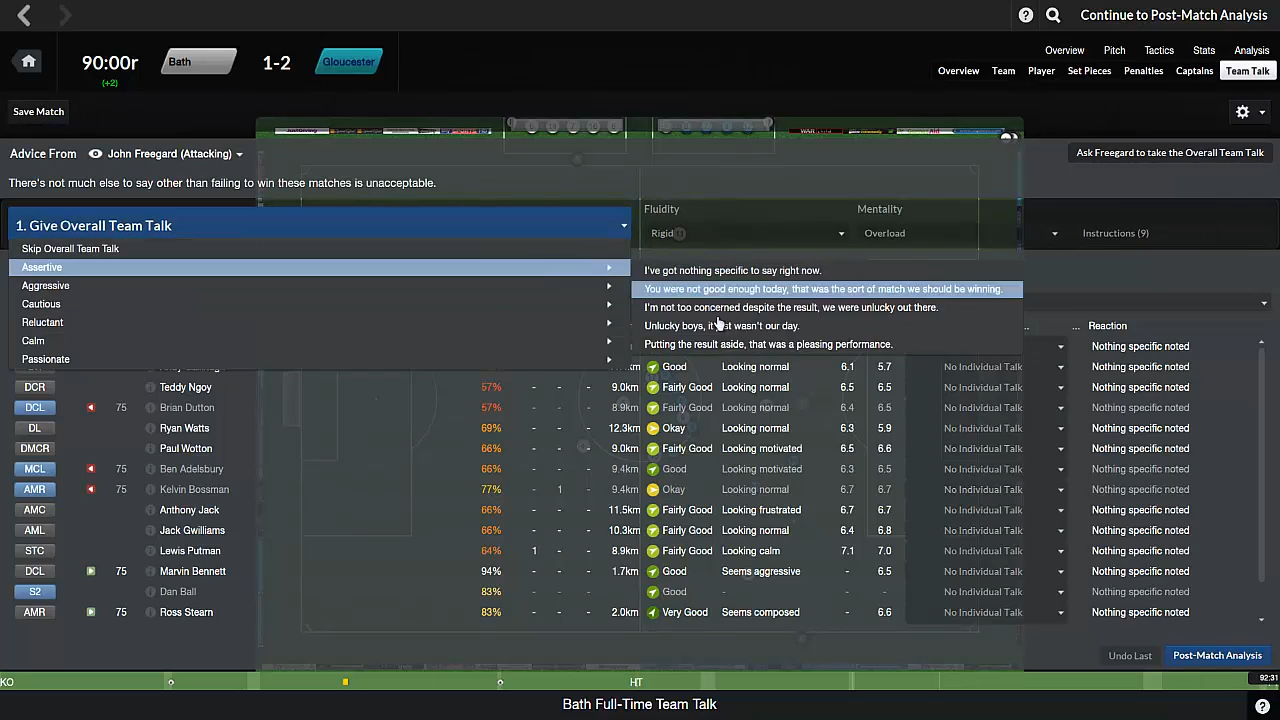 Continue to Post-Match Analysis
90:00r
(+2)
Bath
1-2
Gloucester
Overview Pitch Tactics Stats Analysis
Overview Team Player Set Pieces Penalties Captains Team Talk
Save Match
Advice From John Freegard (Attacking)
Ask Freegard to take the Overall Team Talk
There's not much else to say other than failing to win these matches is unacceptable.
1. Give Overall Team Talk
Fluidity Mentality
Rigid Overload Instructions (9)
Skip Overall Team Talk
Assertive
Aggressive
Cautious
Reluctant
Calm
Passionate
I've got nothing specific to say right now.
You were not good enough today, that was the sort of match we should be winning.
I'm not too concerned despite the result, we were unlucky out there.
Unlucky boys, it wasn't our day.
Putting the result aside, that was a pleasing performance.
... ... Reaction
Nothing specific noted
Good Looking normal 6.1 5.7 No Individual Talk Nothing specific noted
DCR Teddy Ngoy 57% - - - 9.0km Fairly Good Looking normal 6.5 6.5 No Individual Talk Nothing specific noted
DCL 75 Brian Dutton 57% - - - 8.9km Fairly Good Looking normal 6.4 6.5 No Individual Talk Nothing specific noted
DL Ryan Watts 69% - - - 12.3km Okay Looking normal 6.3 5.9 No Individual Talk Nothing specific noted
DMCR Paul Wotton 66% - - - 9.0km Fairly Good Looking motivated 6.5 6.6 No Individual Talk Nothing specific noted
MCL 75 Ben Adelsbury 66% - - - 9.4km Good Looking motivated 6.3 6.5 No Individual Talk Nothing specific noted
AMR 75 Kelvin Bossman 77% - 1 - 9.4km Okay Looking normal 6.7 6.7 No Individual Talk Nothing specific noted
AMC Anthony Jack 66% - - - 11.5km Fairly Good Looking frustrated 6.7 6.7 No Individual Talk Nothing specific noted
AML Jack Gwilliams 66% - - - 10.3km Fairly Good Looking normal 6.4 6.8 No Individual Talk Nothing specific noted
STC Lewis Putman 64% 1 - - 8.9km Fairly Good Looking calm 7.1 7.0 No Individual Talk Nothing specific noted
DCL 75 Marvin Bennett 94% - - - 1.7km Good Seems aggressive - 6.5 No Individual Talk Nothing specific noted
S2 Dan Ball 83% - - - Good - - - No Individual Talk Nothing specific noted
AMR 75 Ross Stearn 83% - - - 2.0km Very Good Seems composed - 6.6 No Individual Talk Nothing specific noted
Undo Last Post-Match Analysis
KO HT 92:31
Bath Full-Time Team Talk